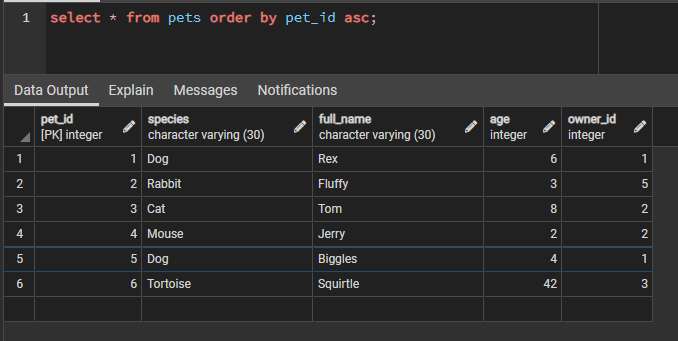 1 select * from pets order by pet_id asc;
Data Output Explain Messages Notifications
pet_id species full_name age owner_id
[PK] integer character varying (30) character varying (30) integer integer
1 1 Dog Rex 6 1
2 2 Rabbit Fluffy 3 5
3 3 Cat Tom 8 2
4 4 Mouse Jerry 2 2
5 5 Dog Biggles 4 1
6 6 Tortoise Squirtle 42 3